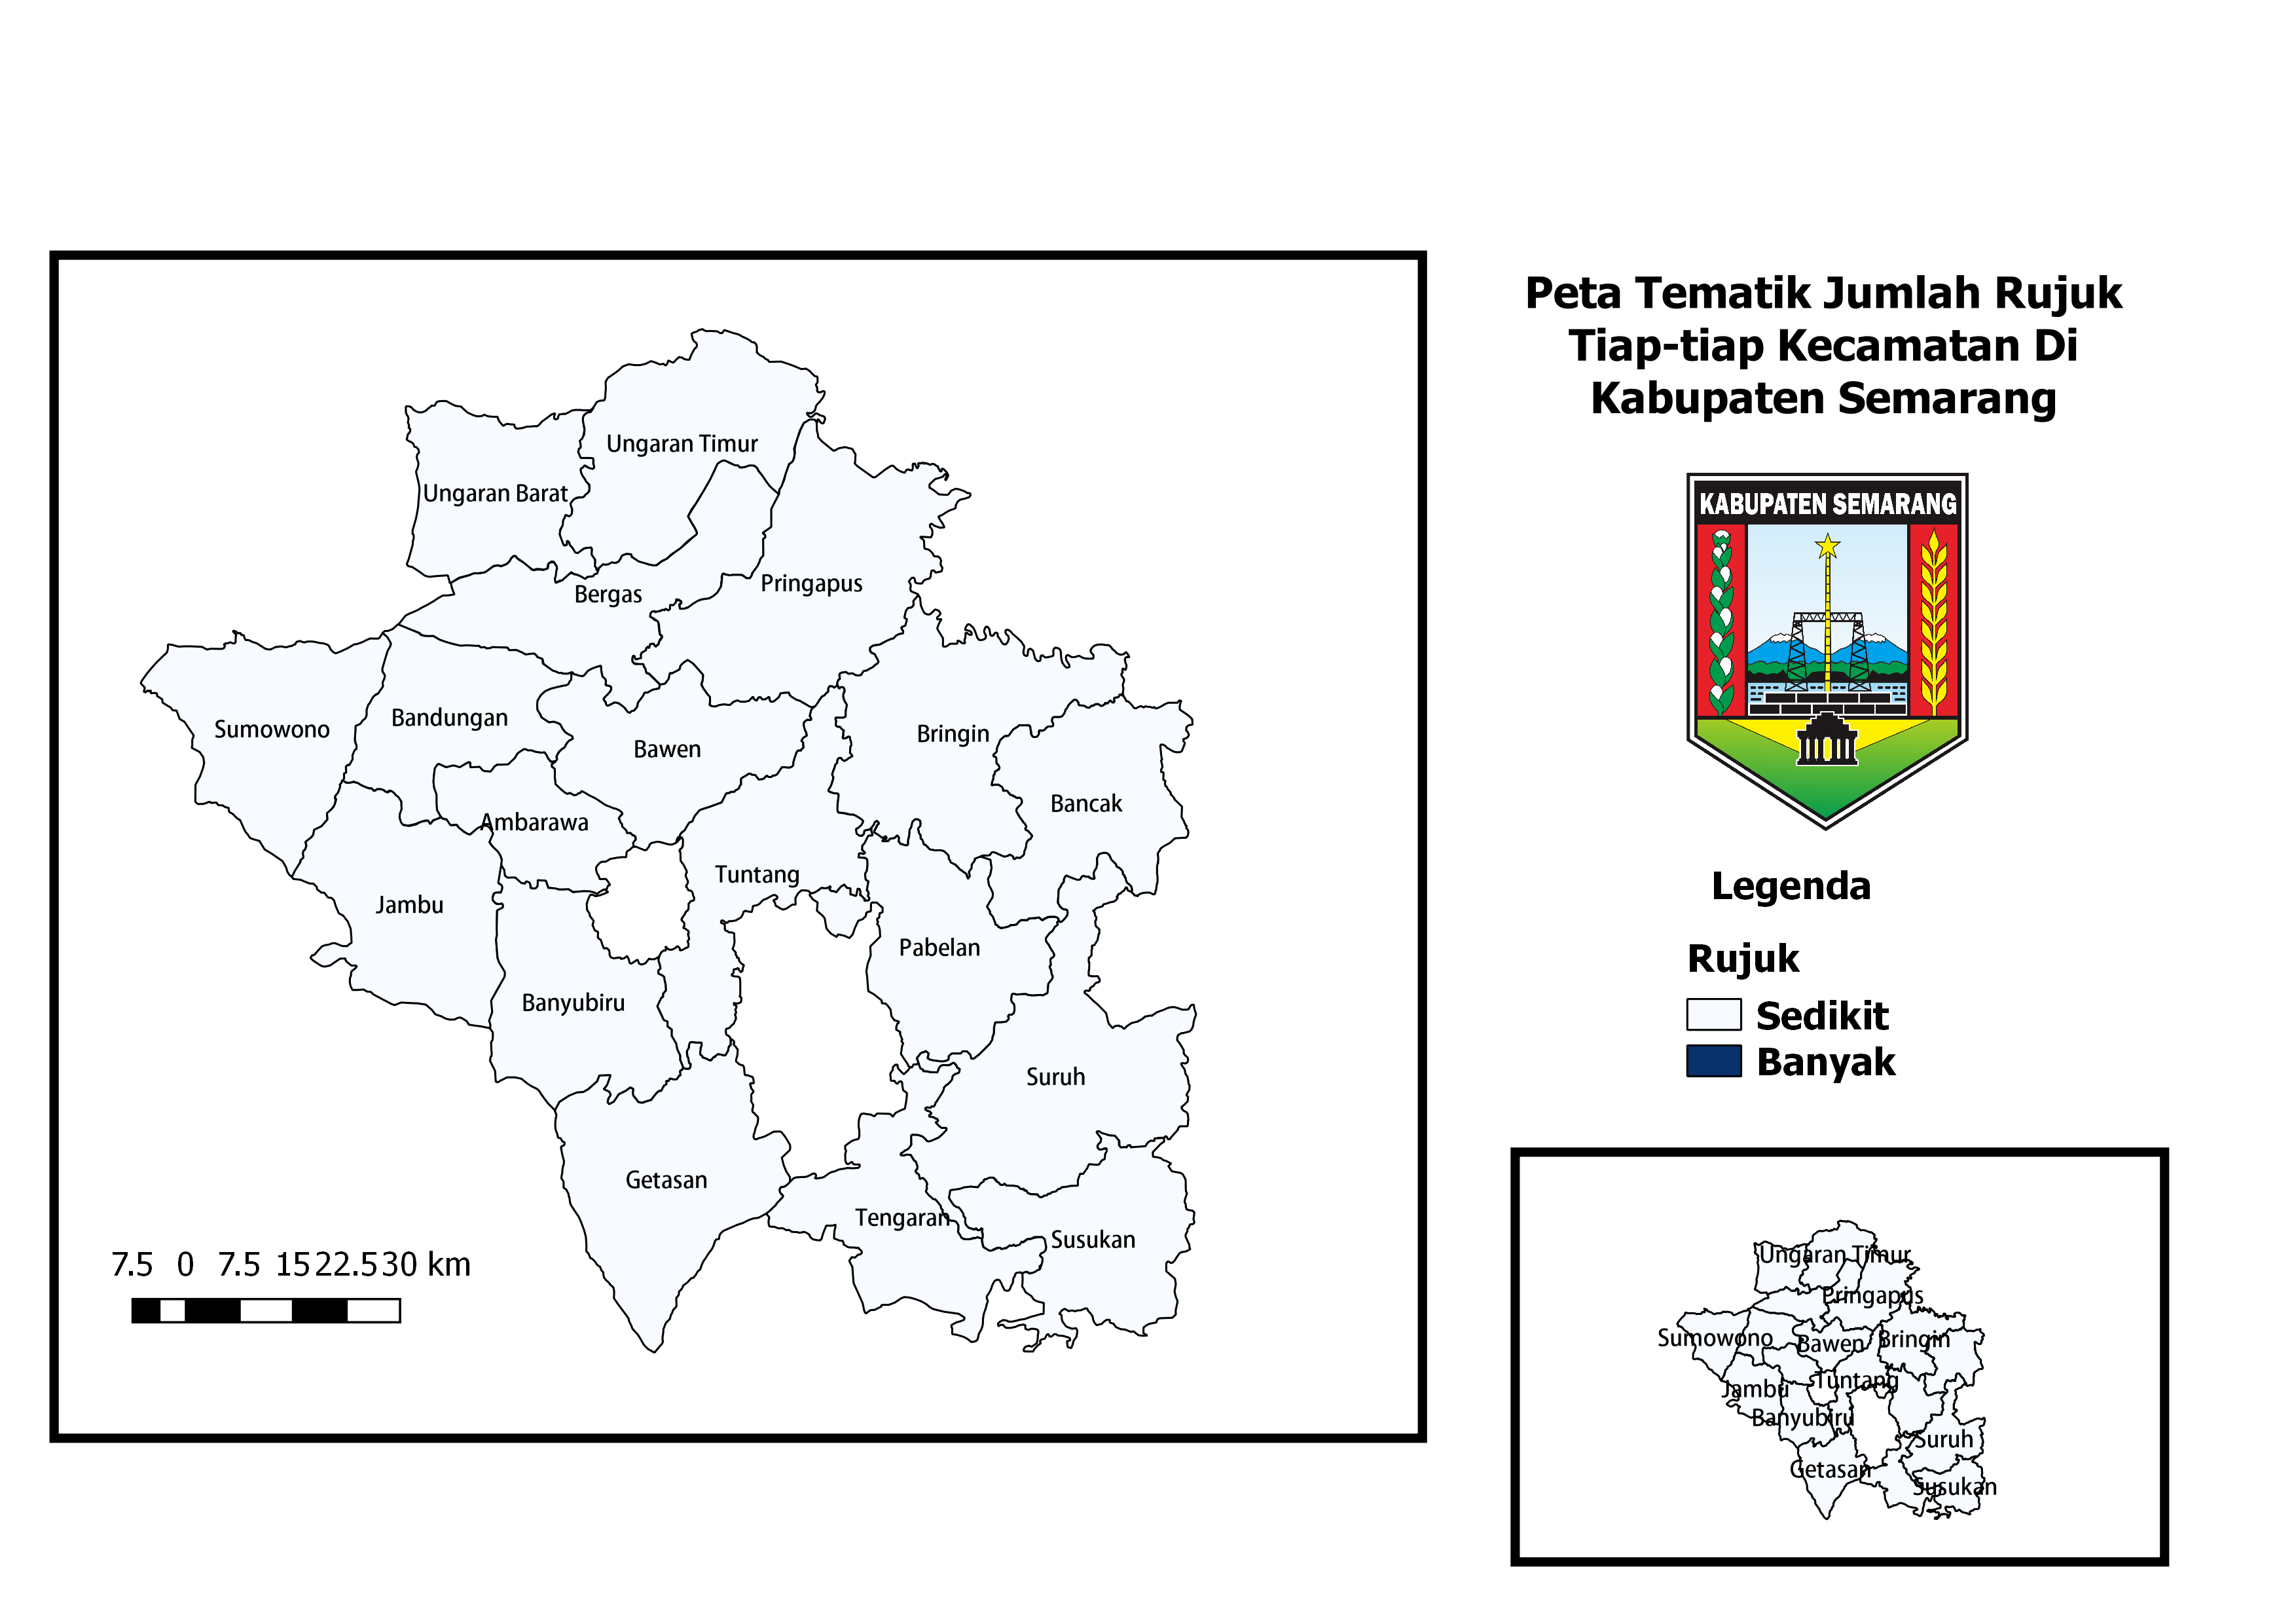 Peta Tematik Jumlah Rujuk
Tiap-tiap Kecamatan Di
Kabupaten Semarang
KABUPATEN SEMARANG
Ungaran Timur
Ungaran Barat
Pringapus
Bergas
Bandungan
Sumowono
Bringin
Bawen
Bancak
Ambarawa
Tuntang
Jambu
Pabelan
Banyubiru
Suruh
Getasan
Tengaran
Susukan
7.5 0 7.5 15 22.5 30 km
Legenda
Rujuk
Sedikit
Banyak
Ungaran Timur
Pringapus
Sumowono
Bawen
Bringin
Tuntang
Jambu
Banyubiru
Suruh
Getasan
Susukan